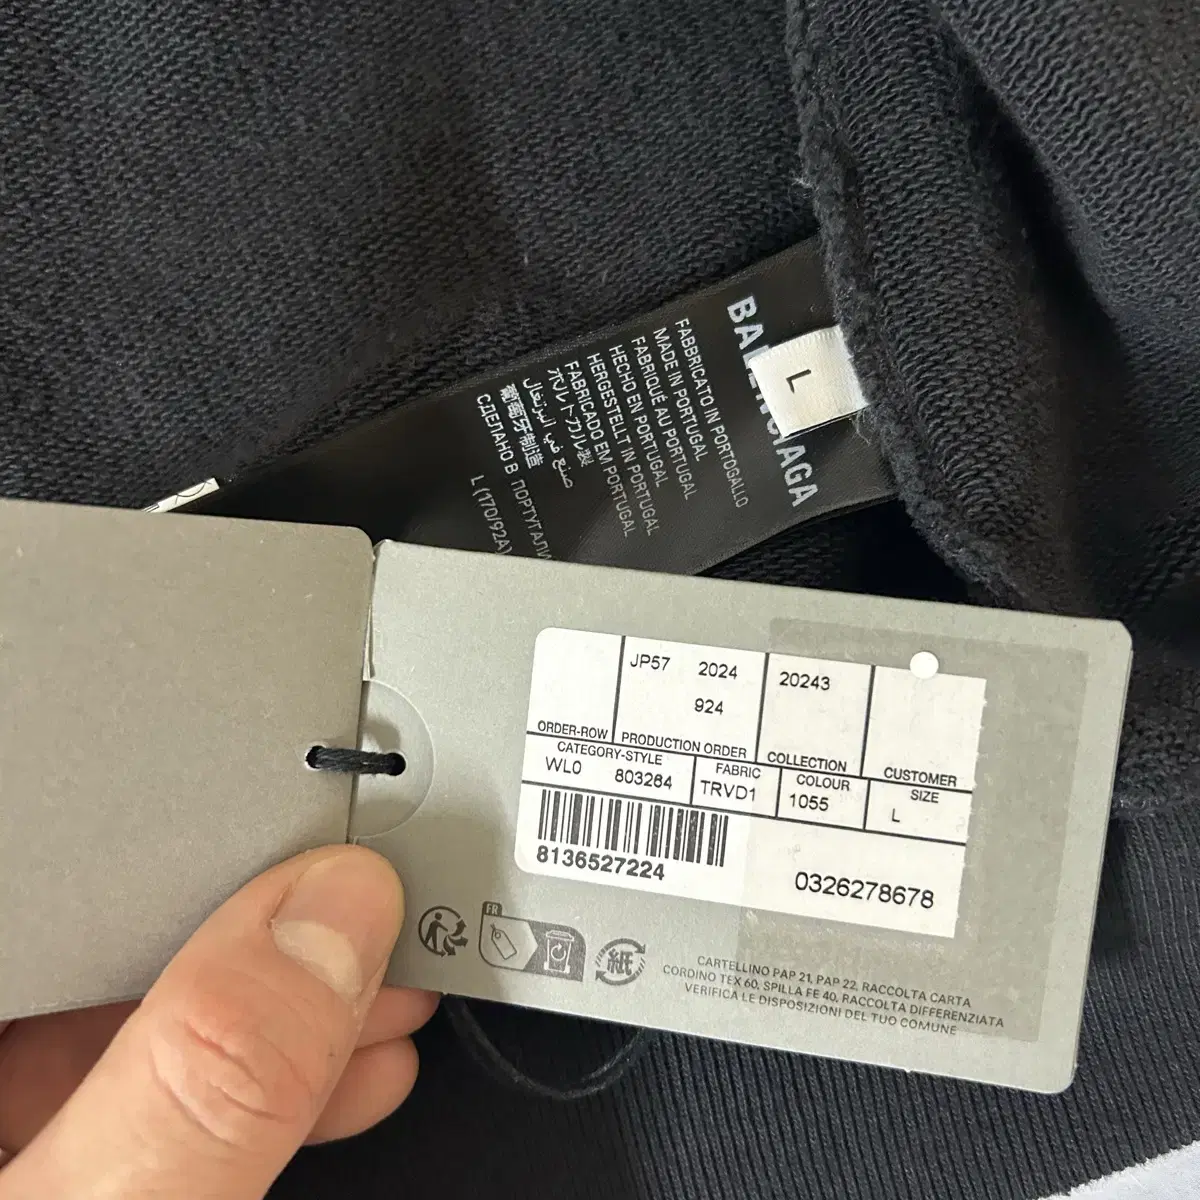 BALENCIAGA
L
FABBRICATO IN PORTOGALLO
MADE IN PORTUGAL
FABRIQUÉ AU PORTUGAL
HECHO EN PORTUGAL
HERGESTELLT IN PORTUGAL
FABRICADO EM PORTUGAL
ポルトガル製
صنع في البرتغال
葡萄牙制造
СДЕЛАНО В ПОРТУГАЛИ
L (170/92A)
JP57 2024 20243
924
ORDER-ROW PRODUCTION ORDER COLLECTION CUSTOMER
CATEGORY-STYLE FABRIC COLOUR SIZE
WL0 803264 TRVD1 1055 L
8136527224 0326278678
FR
紙
CARTELLINO PAP 21, PAP 22, RACCOLTA CARTA
CORDINO TEX 60, SPILLA FE 40, RACCOLTA DIFFERENZIATA
VERIFICA LE DISPOSIZIONI DEL TUO COMUNE